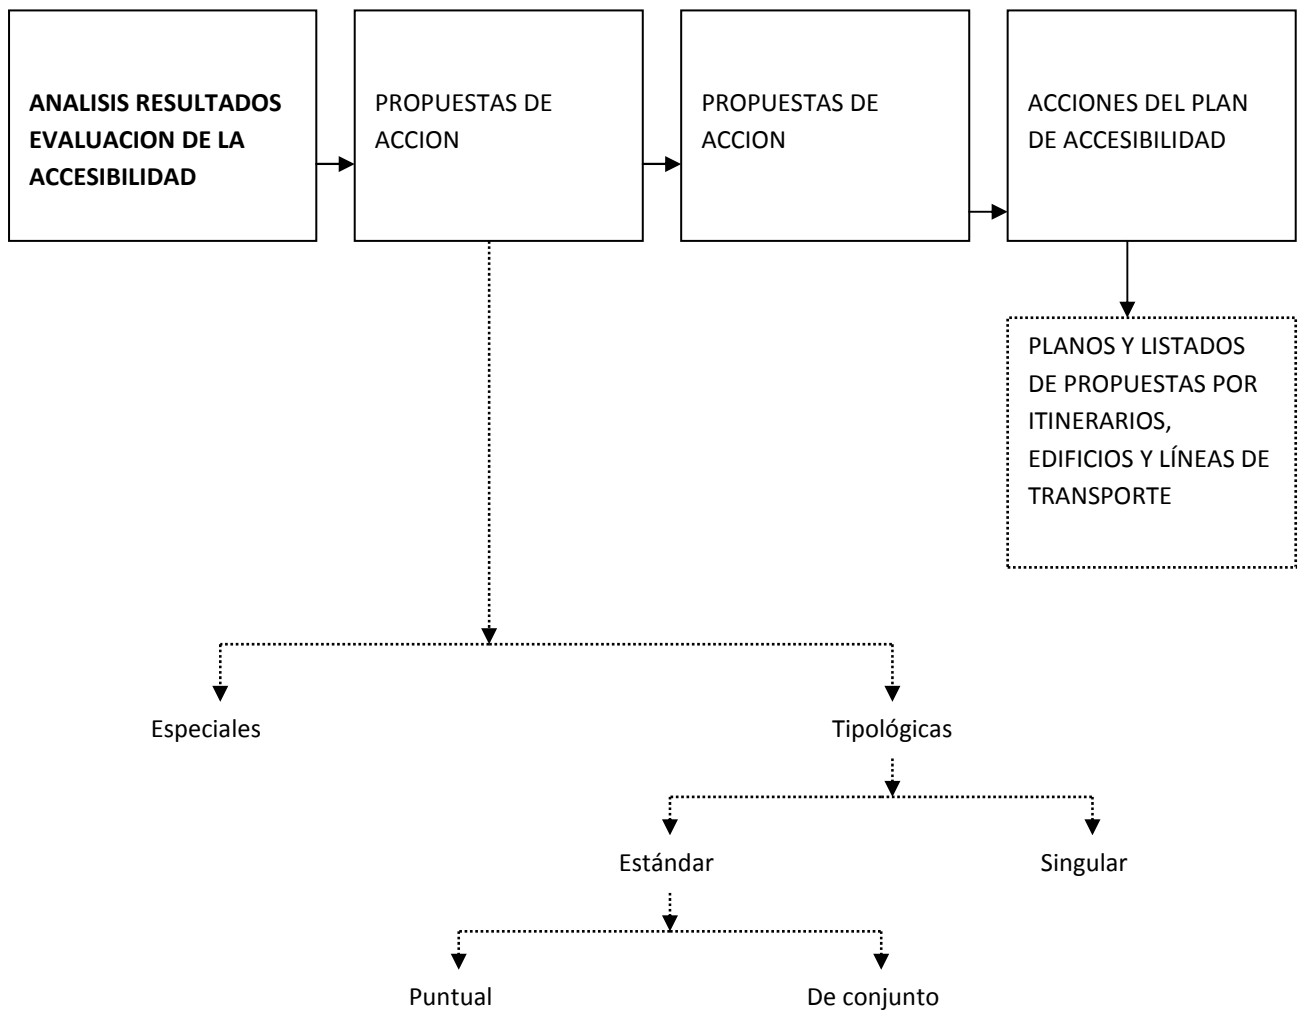 ANALISIS RESULTADOS
EVALUACION DE LA
ACCESIBILIDAD
PROPUESTAS DE
ACCION
PROPUESTAS DE
ACCION
ACCIONES DEL PLAN
DE ACCESIBILIDAD
PLANOS Y LISTADOS
DE PROPUESTAS POR
ITINERARIOS,
EDIFICIOS Y LÍNEAS DE
TRANSPORTE
Especiales
Tipológicas
Estándar
Singular
Puntual
De conjunto